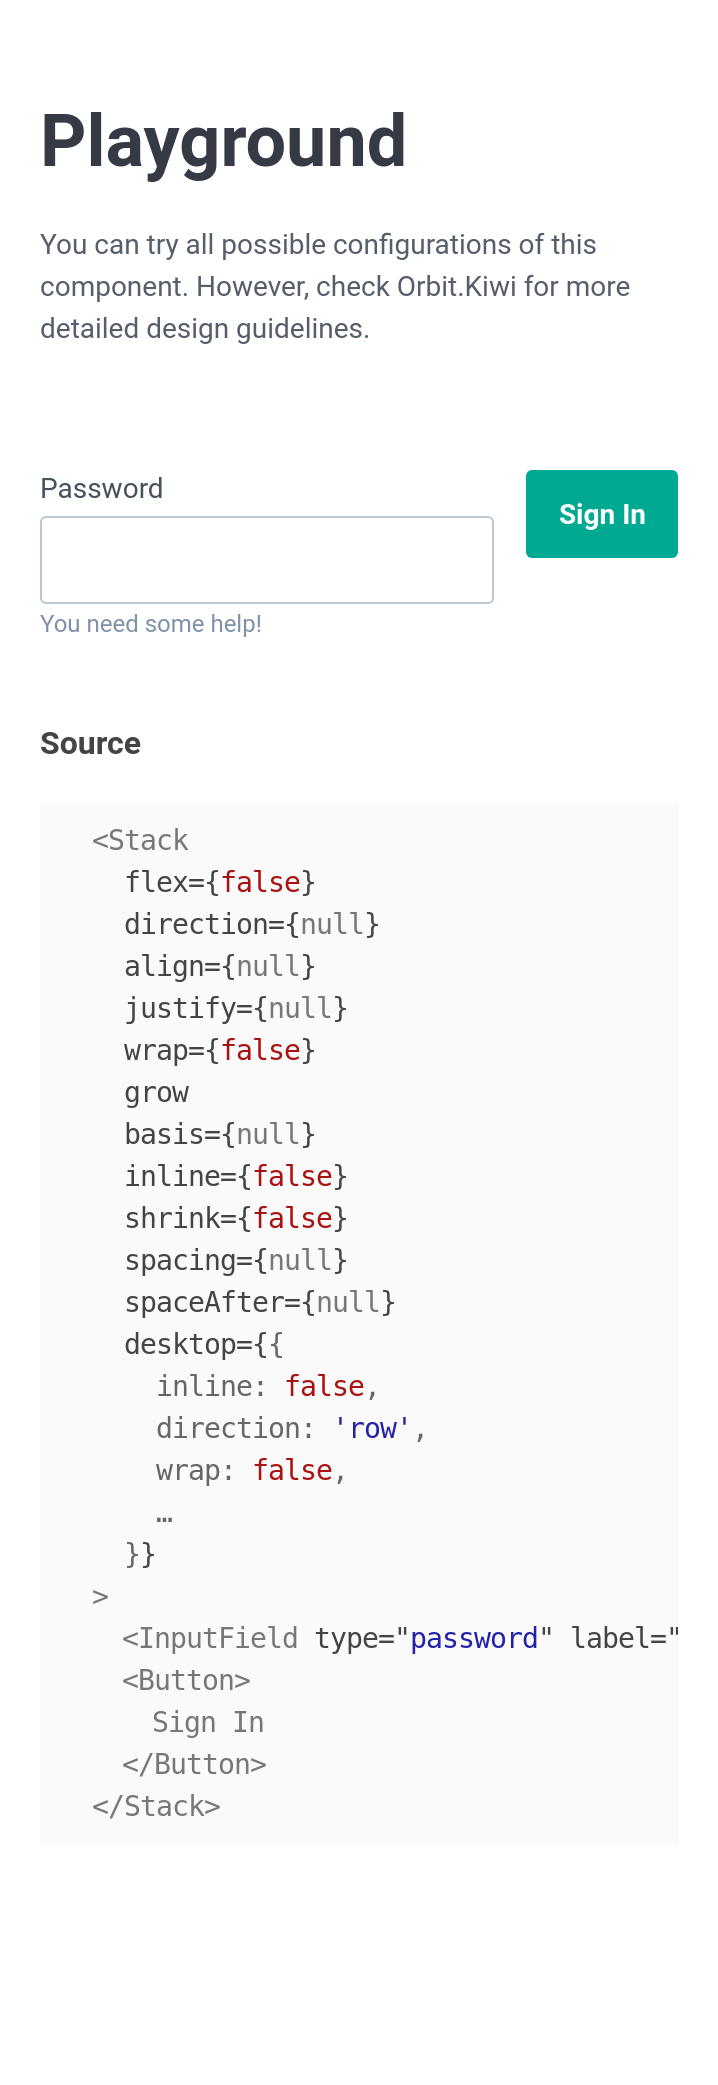 Playground
You can try all possible configurations of this
component. However, check Orbit.Kiwi for more
detailed design guidelines.
Password
Sign In
You need some help!
Source
<Stack
flex={false}
direction={null}
align={null}
justify={null}
wrap={false}
grow
basis={null}
inline={false}
shrink={false}
spacing={null}
spaceAfter={null}
desktop={{
inline: false,
direction: 'row',
wrap: false,
…
}}
>
<InputField type="password" label="
<Button>
Sign In
</Button>
</Stack>